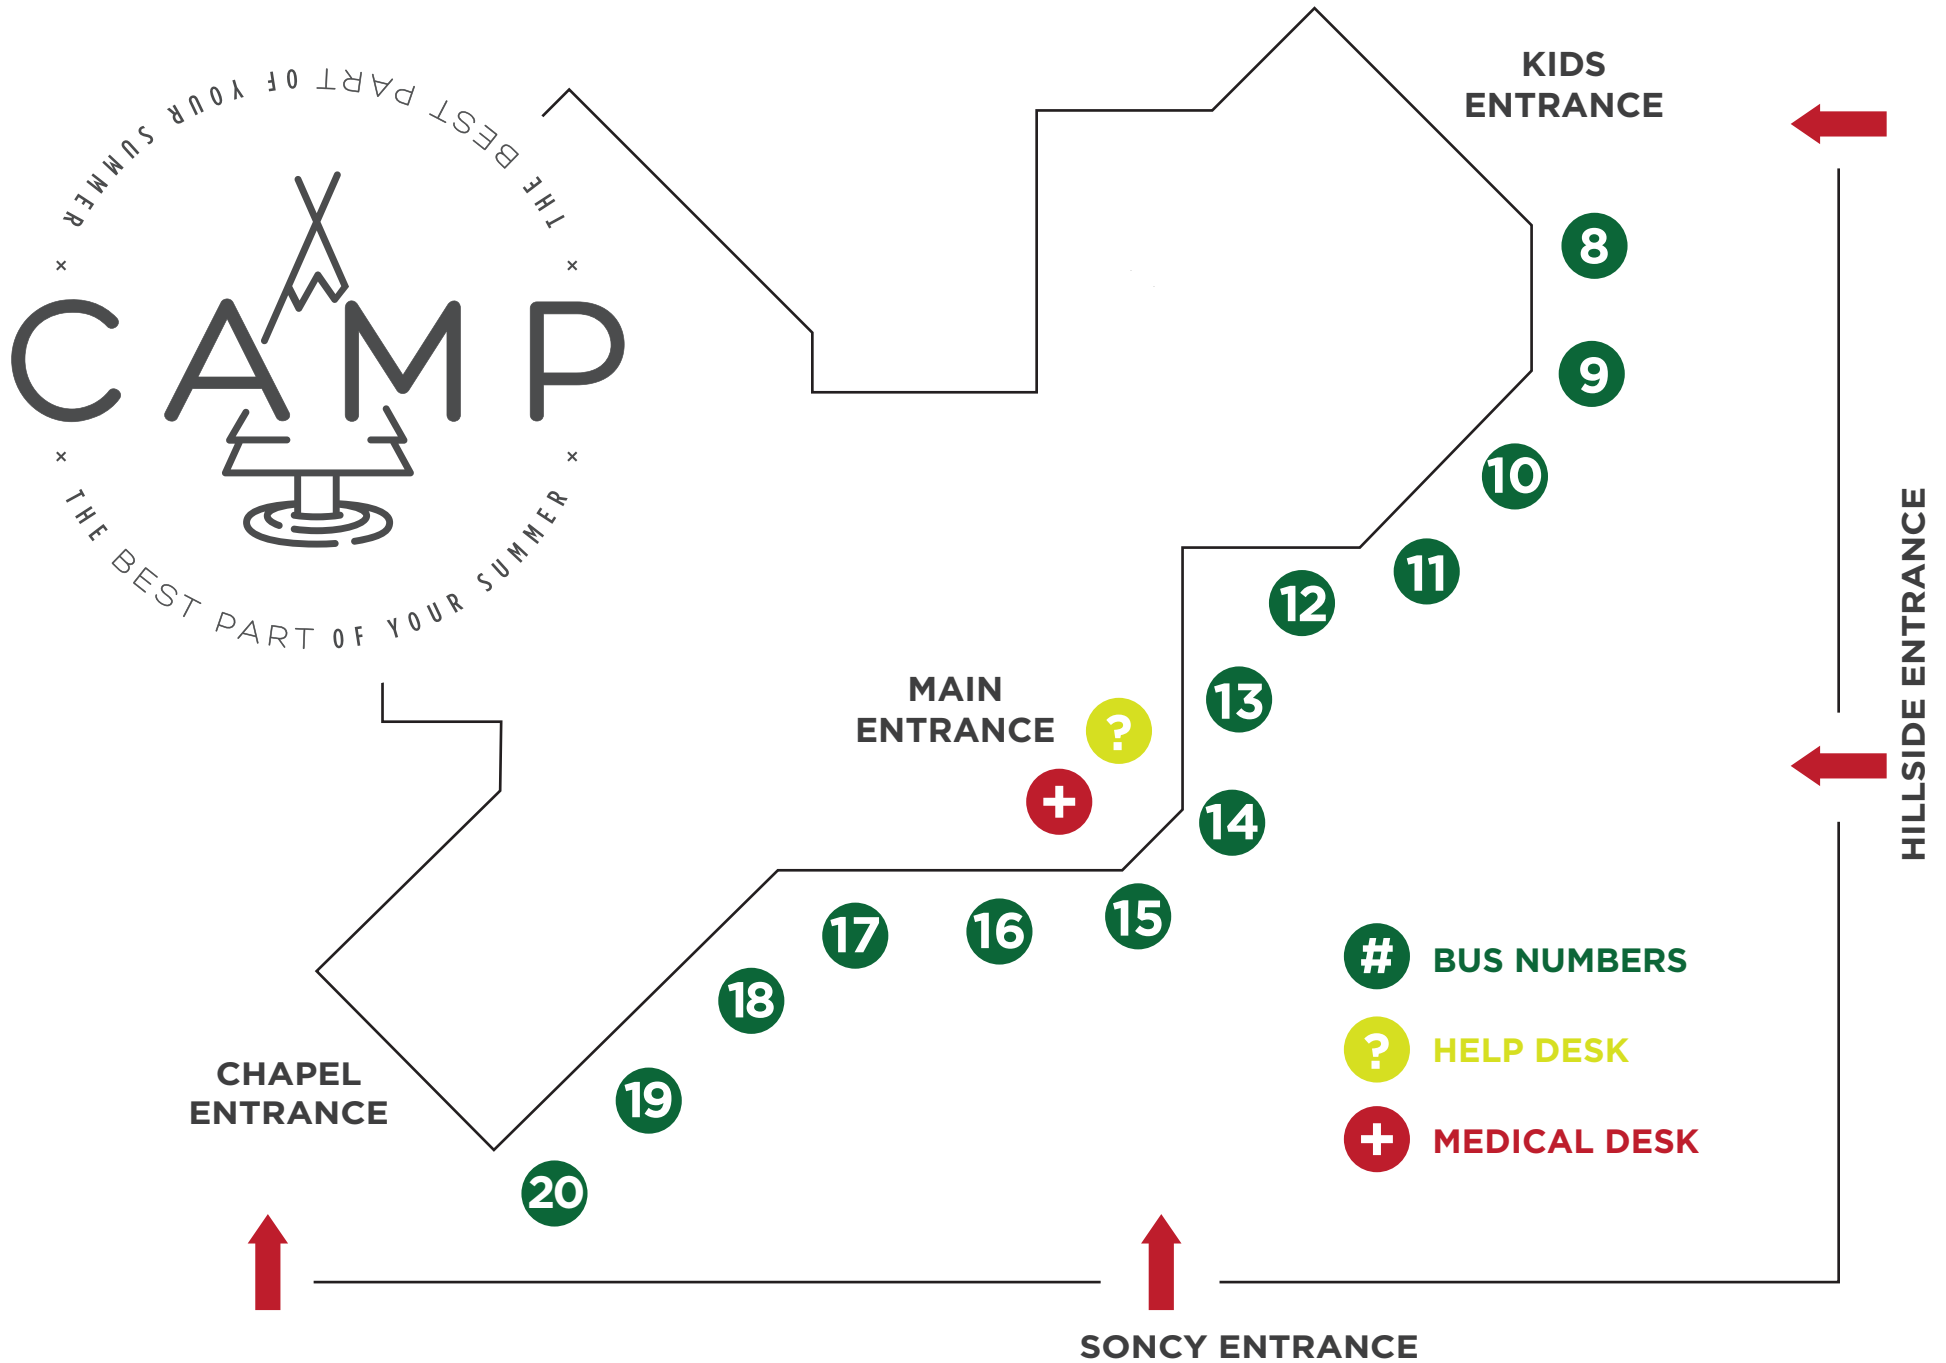 THE BEST PART OF YOUR SUMMER
CAMP
THE BEST PART OF YOUR SUMMER
KIDS
ENTRANCE
8
9
10
11
12
13
14
15
16
17
18
19
20
MAIN
ENTRANCE
?
+
HILLSIDE ENTRANCE
# BUS NUMBERS
? HELP DESK
+ MEDICAL DESK
CHAPEL
ENTRANCE
SONCY ENTRANCE